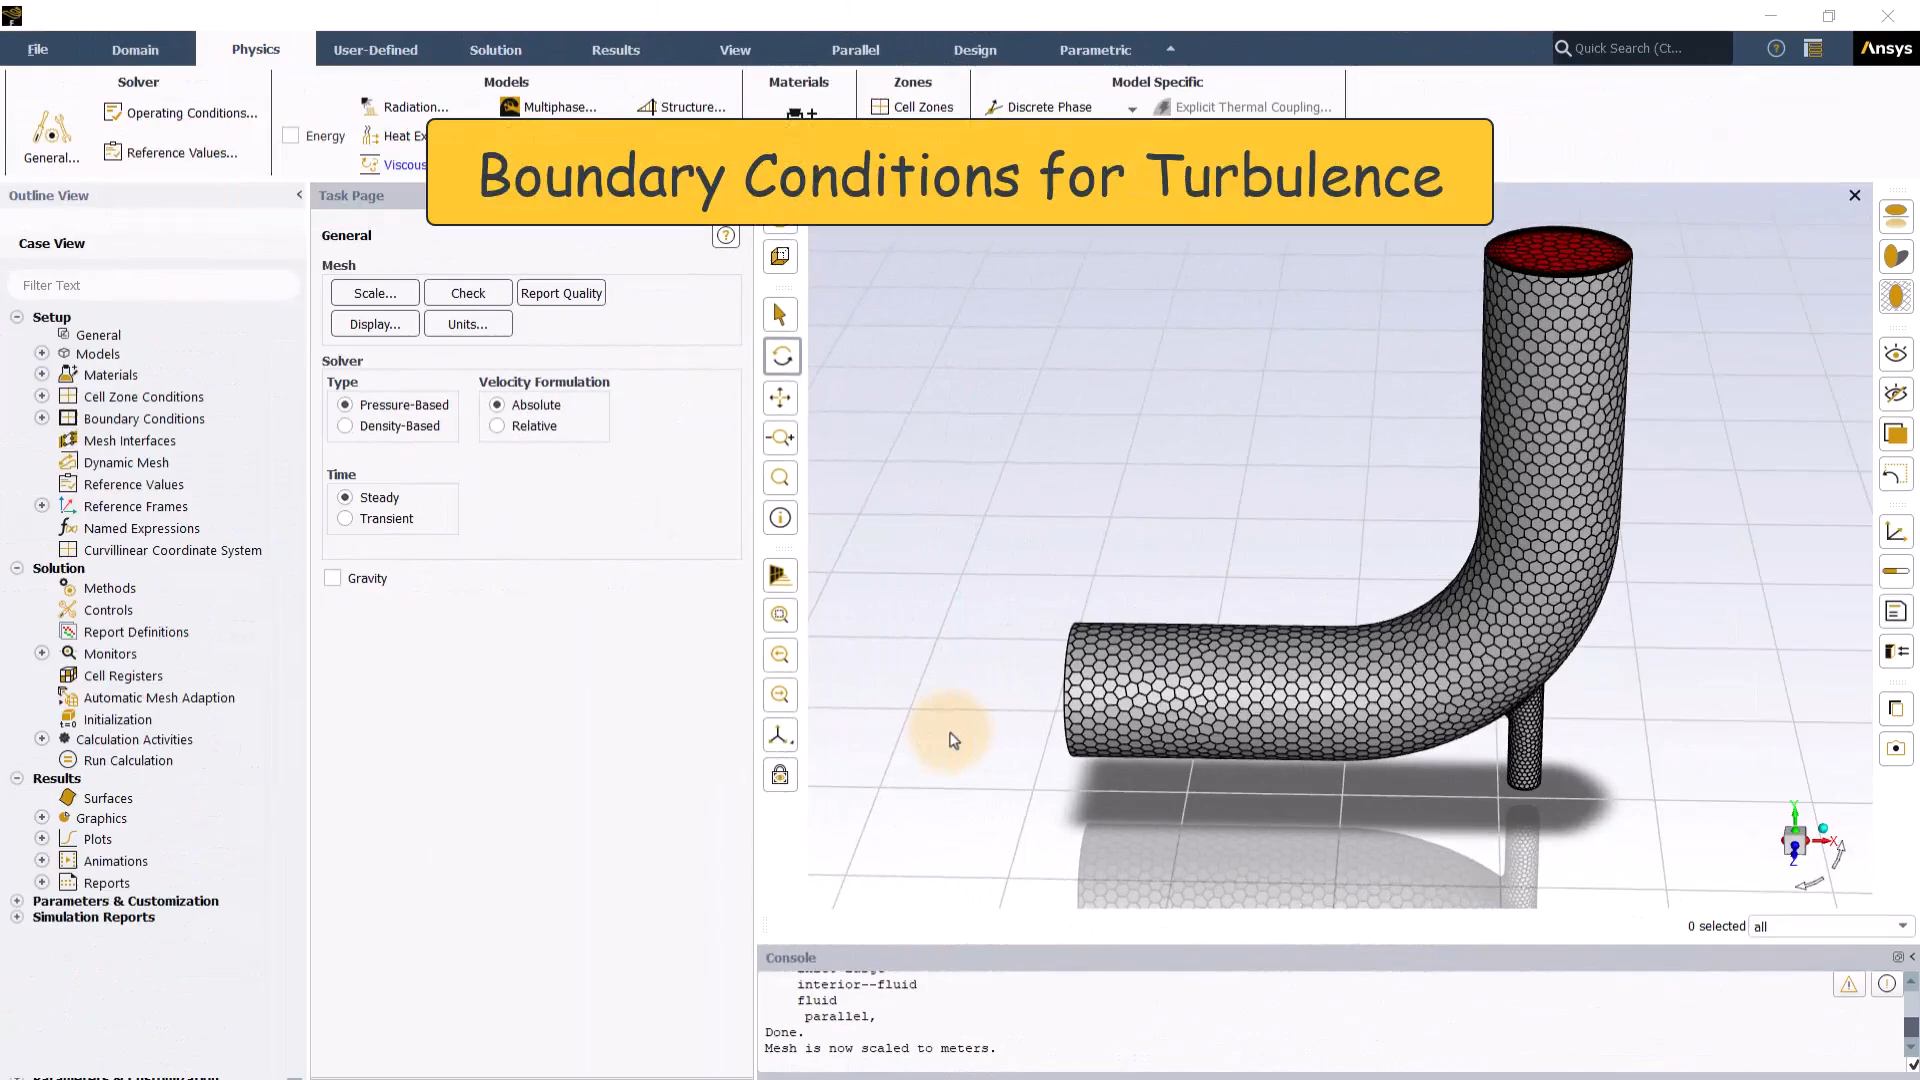 File
Domain
Physics
User-Defined
Solution
Results
View
Parallel
Design
Parametric
Quick Search (Ct...
Ansys
Solver
Models
Materials
Zones
Model Specific
General...
Operating Conditions...
Reference Values...
Energy
Radiation...
Heat Ex
Viscous
Multiphase...
Structure...
Cell Zones
Discrete Phase
Explicit Thermal Coupling...
Boundary Conditions for Turbulence
Outline View
Case View
Filter Text
Setup
General
Models
Materials
Cell Zone Conditions
Boundary Conditions
Mesh Interfaces
Dynamic Mesh
Reference Values
Reference Frames
Named Expressions
Curvillinear Coordinate System
Solution
Methods
Controls
Report Definitions
Monitors
Cell Registers
Automatic Mesh Adaption
Initialization
Calculation Activities
Run Calculation
Results
Surfaces
Graphics
Plots
Animations
Reports
Parameters & Customization
Simulation Reports
Task Page
General
Mesh
Scale...
Check
Report Quality
Display...
Units...
Solver
Type
Velocity Formulation
Pressure-Based
Absolute
Density-Based
Relative
Time
Steady
Transient
Gravity
Y
X
Z
0 selected
all
Console
interior--fluid
fluid
parallel,
Done.
Mesh is now scaled to meters.